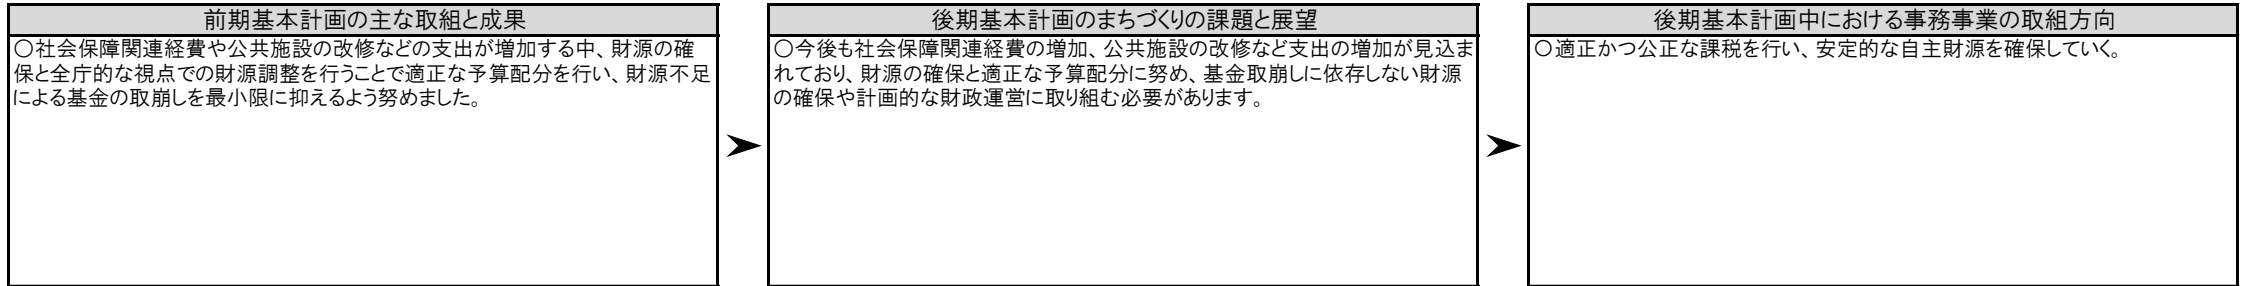 前期基本計画の主な取組と成果
〇社会保障関連経費や公共施設の改修などの支出が増加する中、財源の確
保と全庁的な視点での財源調整を行うことで適正な予算配分を行い、財源不足
による基金の取崩しを最小限に抑えるよう努めました。
後期基本計画のまちづくりの課題と展望
〇今後も社会保障関連経費の増加、公共施設の改修など支出の増加が見込ま
れており、財源の確保と適正な予算配分に努め、基金取崩しに依存しない財源
の確保や計画的な財政運営に取り組む必要があります。
後期基本計画中における事務事業の取組方向
〇適正かつ公正な課税を行い、安定的な自主財源を確保していく。